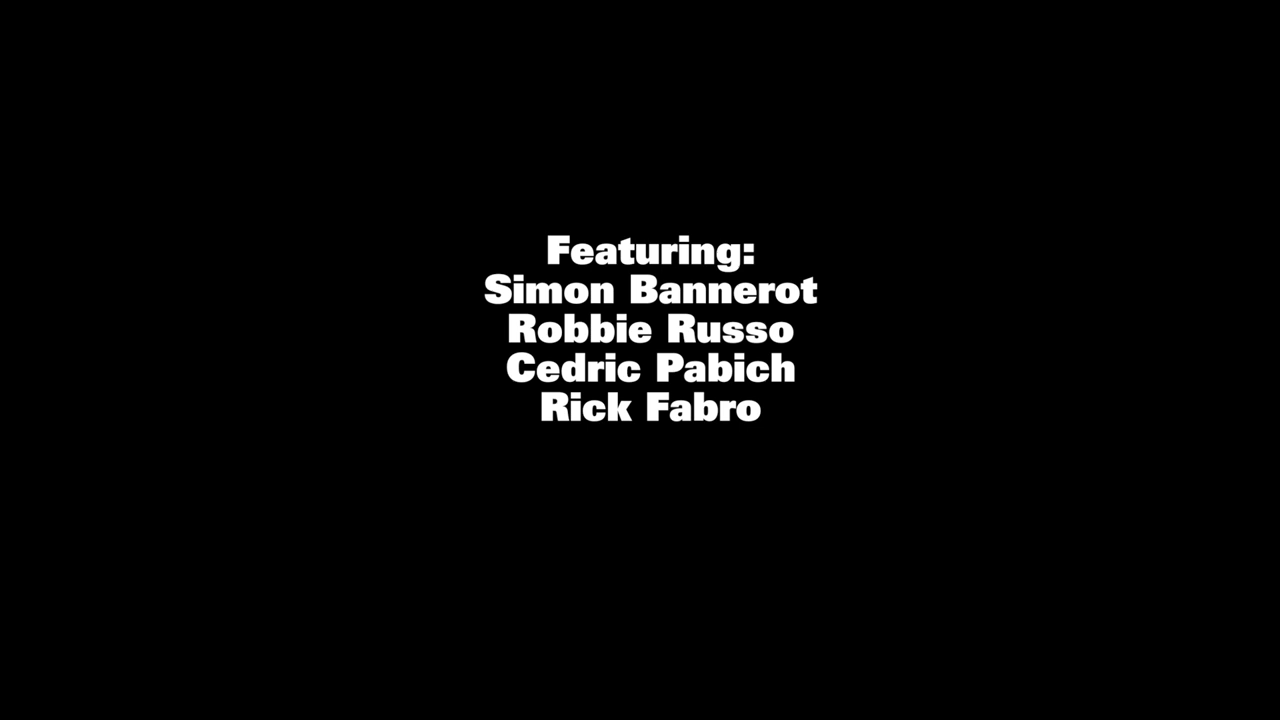 Featuring:
Simon Bannerot
Robbie Russo
Cedric Pabich
Rick Fabro